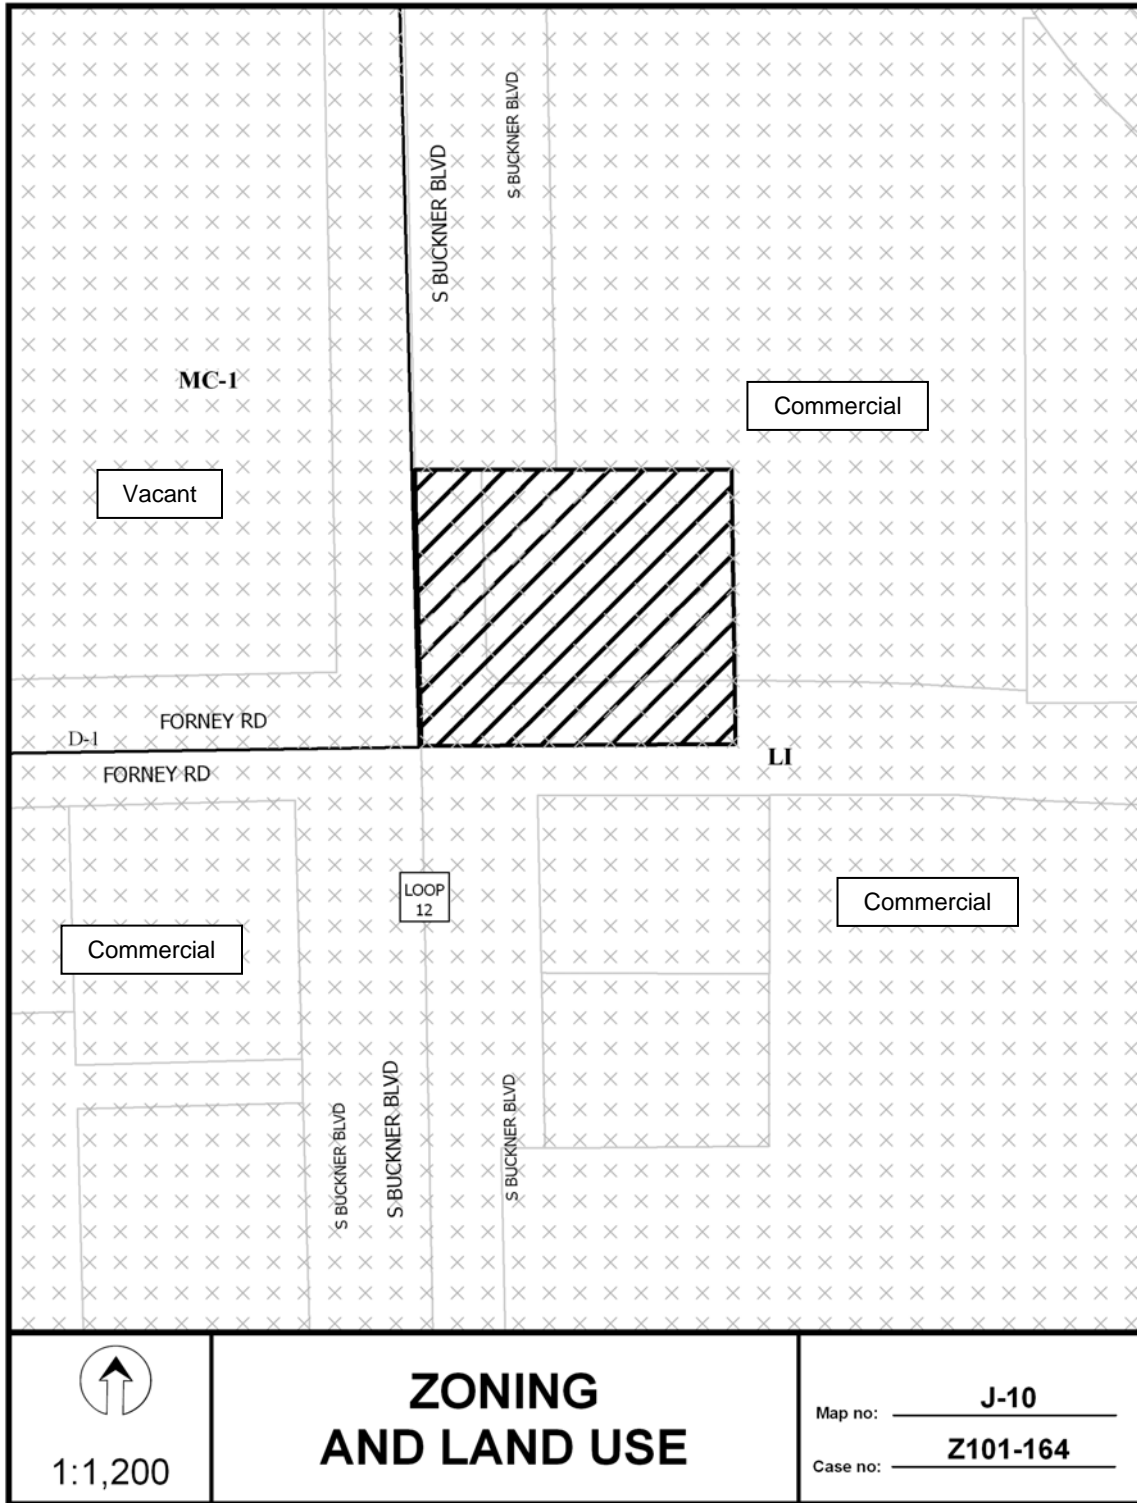 S BUCKNER BLVD
S BUCKNER BLVD
MC-1
Commercial
Vacant
FORNEY RD
D-1
LI
FORNEY RD
LOOP
12
Commercial
Commercial
S BUCKNER BLVD
S BUCKNER BLVD
S BUCKNER BLVD
1:1,200
ZONING
AND LAND USE
Map no: J-10
Case no: Z101-164